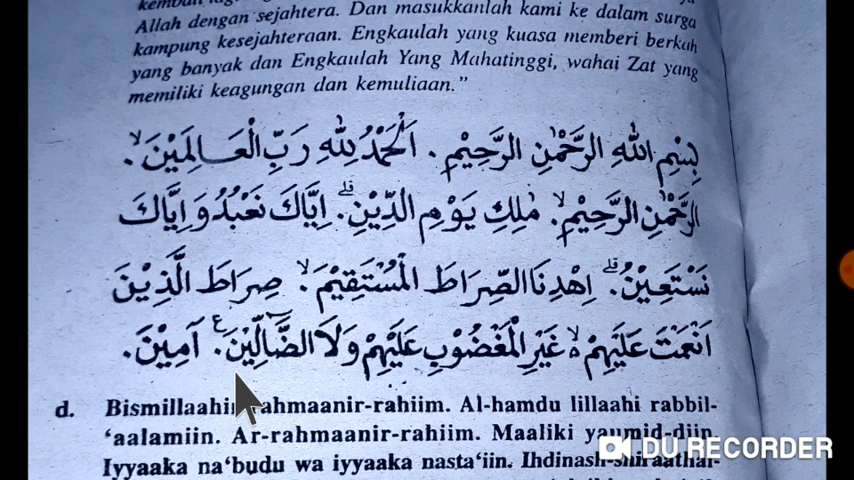 Allah dengan sejahtera. Dan masukkanlah kami ke dalam surga
kampung kesejahteraan. Engkaulah yang kuasa memberi berkah
yang banyak dan Engkaulah Yang Mahatinggi, wahai Zat yang
memiliki keagungan dan kemuliaan."
بِسْمِ اللهِ الرَّحْمٰنِ الرَّحِيْمِ. اَلْحَمْدُ لِلّٰهِ رَبِّ الْعَالَمِيْنَۙ.
الرَّحْمٰنِ الرَّحِيْمِۙ. مٰلِكِ يَوْمِ الدِّيْنِۗ. اِيَّاكَ نَعْبُدُ وَاِيَّاكَ
نَسْتَعِيْنُۗ. اِهْدِنَا الصِّرَاطَ الْمُسْتَقِيْمَۙ. صِرَاطَ الَّذِيْنَ
اَنْعَمْتَ عَلَيْهِمْ ەۙ غَيْرِ الْمَغْضُوْبِ عَلَيْهِمْ وَلَا الضَّآلِّيْنَ ࣖ. آمِيْنَ.
d. Bismillaahir-rahmaanir-rahiim. Al-hamdu lillaahi rabbil-
'aalamiin. Ar-rahmaanir-rahiim. Maaliki yaumid-diin.
Iyyaaka na'budu wa iyyaaka nasta'iin. Ihdinash-shiraathal-
DU RECORDER